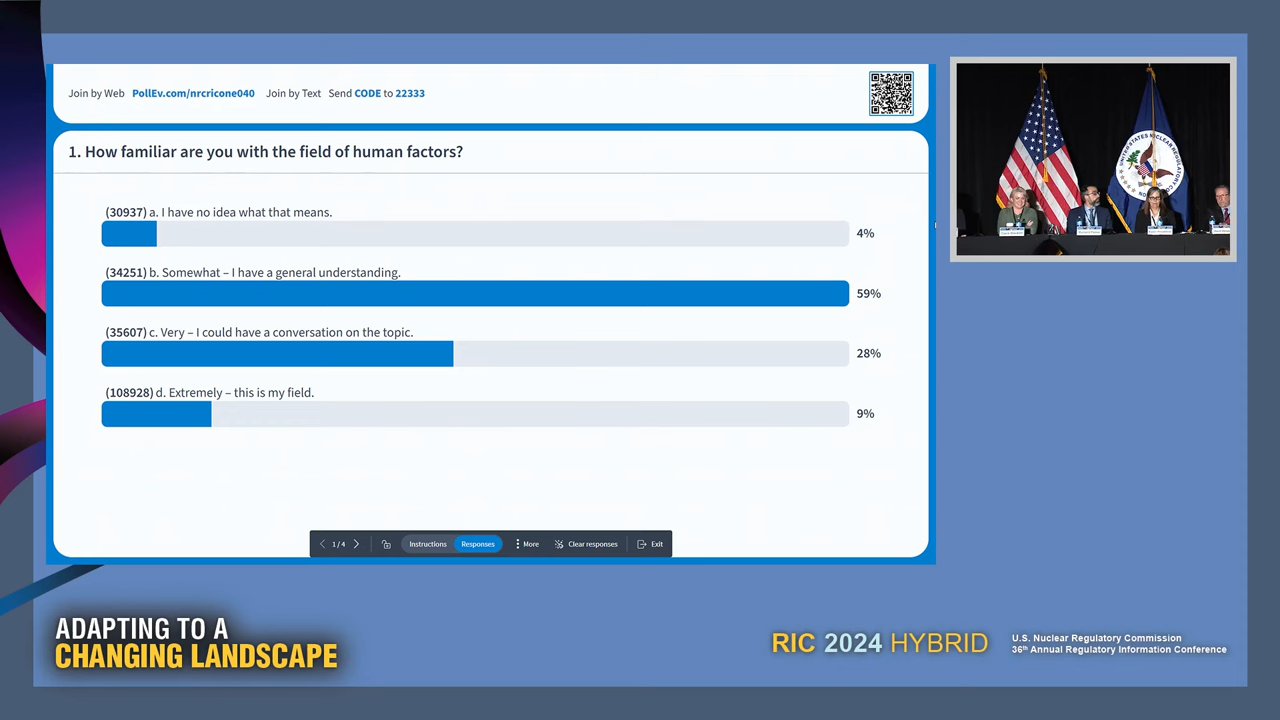 Join by Web PollEv.com/nrcricone040 Join by Text Send CODE to 22333
1. How familiar are you with the field of human factors?
(30937) a. I have no idea what that means.
4%
(34251) b. Somewhat – I have a general understanding.
59%
(35607) c. Very – I could have a conversation on the topic.
28%
(108928) d. Extremely – this is my field.
9%
1/4 Instructions Responses More Clear responses Exit
ADAPTING TO A
CHANGING LANDSCAPE
RIC 2024 HYBRID
U.S. Nuclear Regulatory Commission
36th Annual Regulatory Information Conference